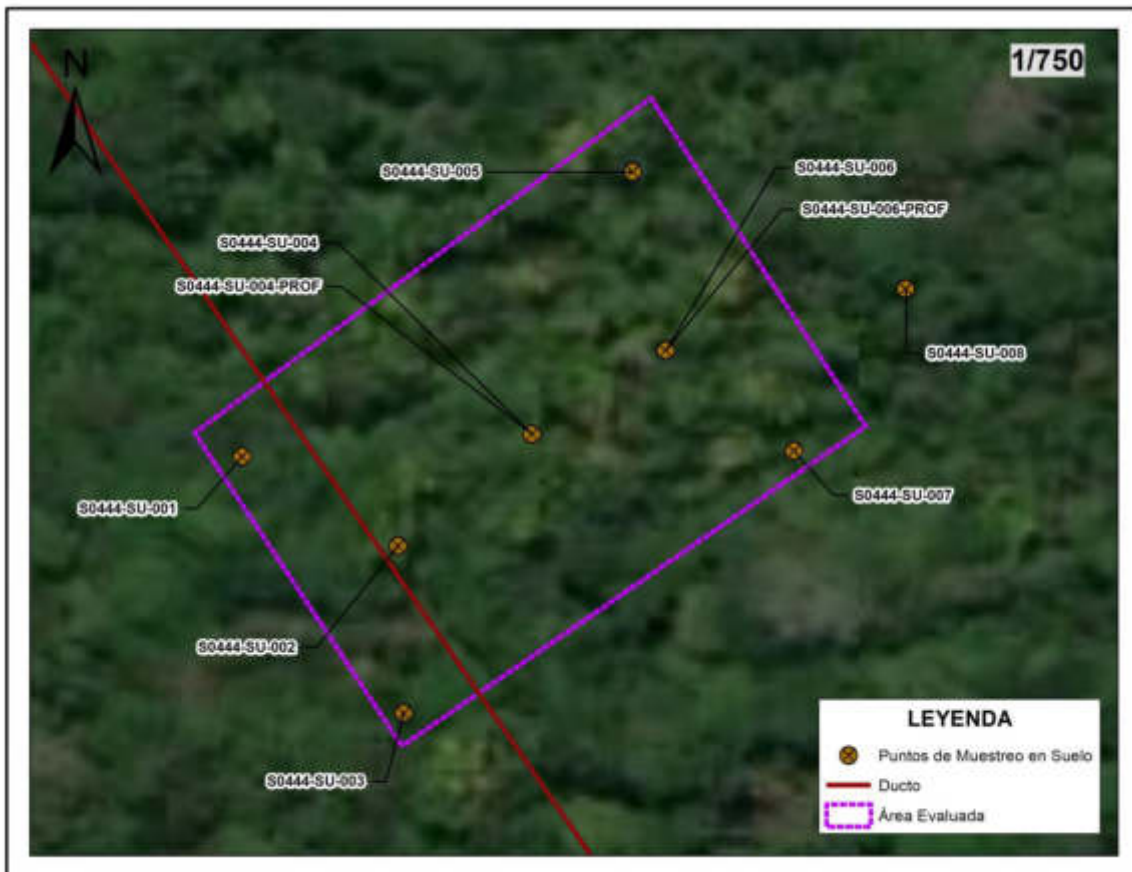 N
1/750
S0444-SU-005
S0444-SU-006
S0444-SU-006-PROF
S0444-SU-004
S0444-SU-004-PROF
S0444-SU-008
S0444-SU-001
S0444-SU-007
S0444-SU-002
S0444-SU-003
LEYENDA
Puntos de Muestreo en Suelo
Ducto
Área Evaluada